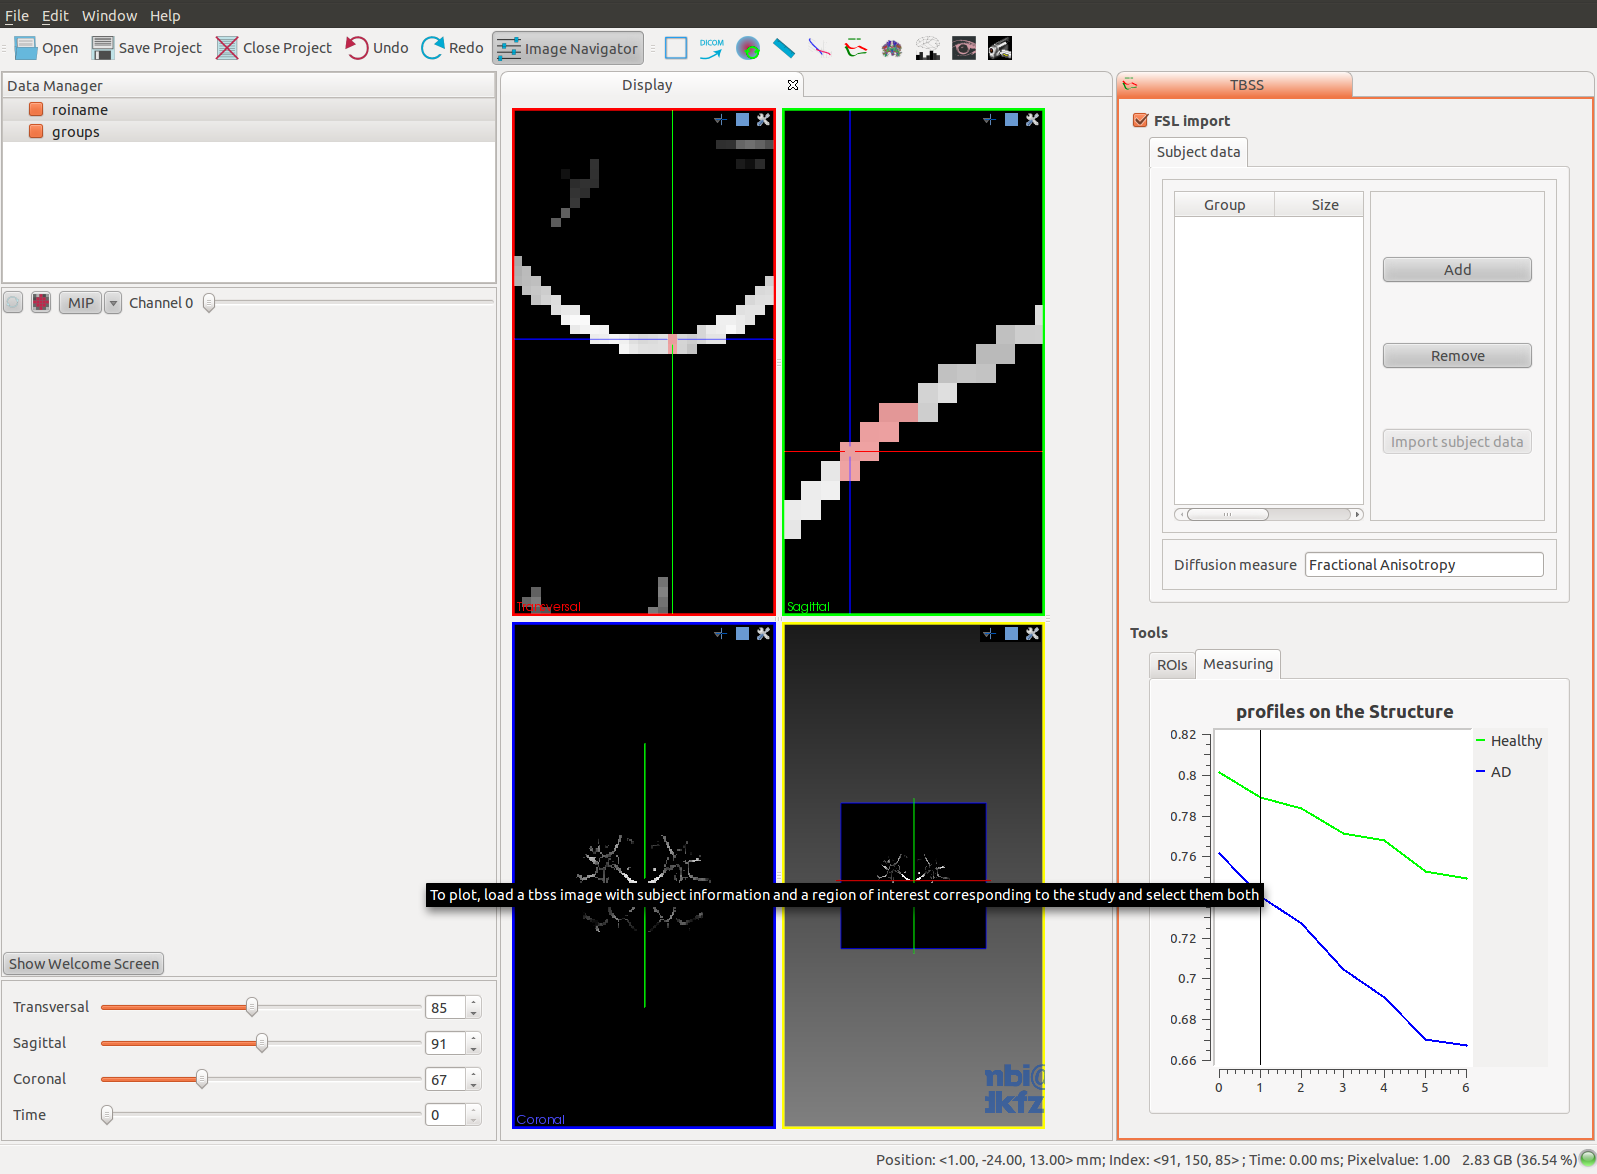 File Edit Window Help
Open Save Project Close Project Undo Redo Image Navigator DICOM
Data Manager
roiname
groups
MIP Channel 0
Show Welcome Screen
Transversal 85
Sagittal 91
Coronal 67
Time 0
Display
Transversal
Sagittal
To plot, load a tbss image with subject information and a region of interest corresponding to the study and select them both
Coronal
mbi@
dkfz
TBSS
FSL import
Subject data
Group Size
Add
Remove
Import subject data
Diffusion measure Fractional Anisotropy
Tools
ROIs Measuring
profiles on the Structure
0.82
0.8
0.78
0.76
0.72
0.7
0.68
0.66
0 1 2 3 4 5 6
Healthy
AD
Position: <1.00, -24.00, 13.00> mm; Index: <91, 150, 85> ; Time: 0.00 ms; Pixelvalue: 1.00 2.83 GB (36.54 %)